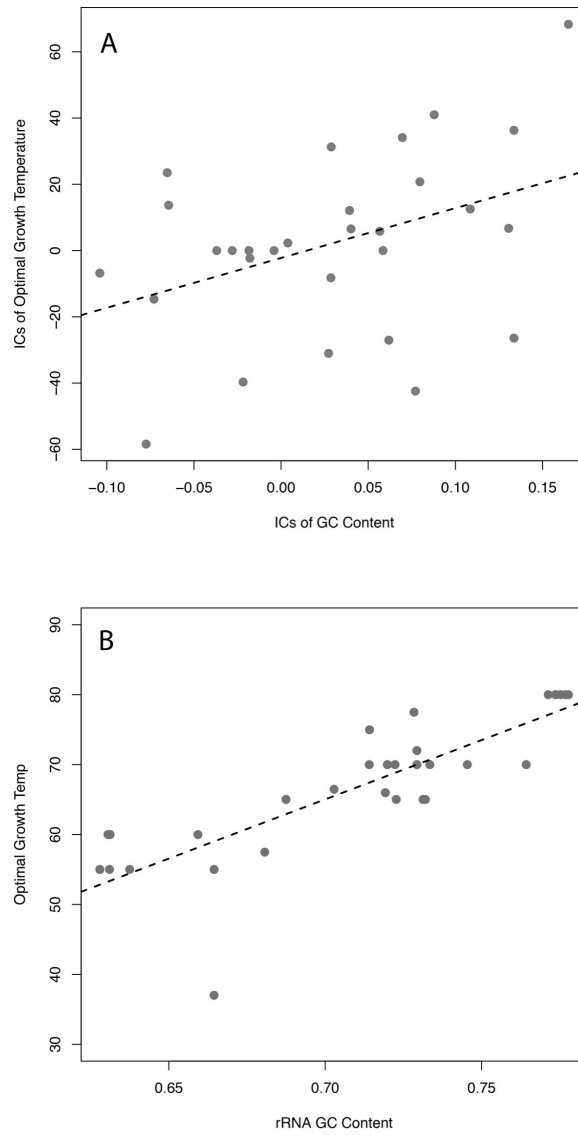 A
60
40
20
0
−20
−40
−60
ICs of Optimal Growth Temperature
−0.10 −0.05 0.00 0.05 0.10 0.15
ICs of GC Content
B
90
80
70
60
50
40
30
Optimal Growth Temp
0.65 0.70 0.75
rRNA GC Content